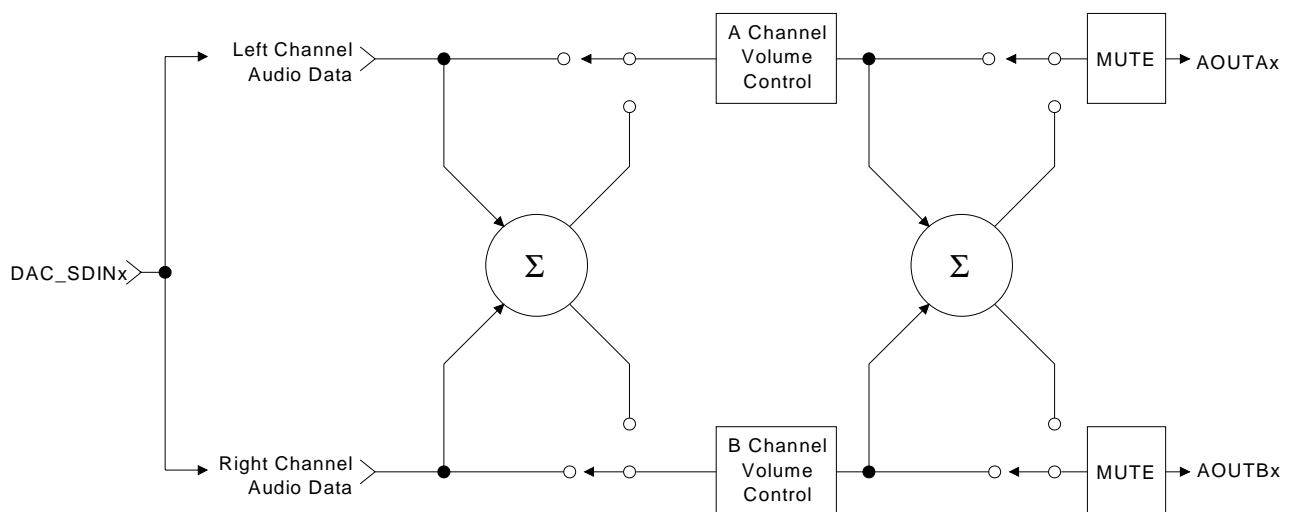 Left Channel
Audio Data
A Channel
Volume
Control
MUTE
AOUTAx
Σ
Σ
DAC_SDINx
Right Channel
Audio Data
B Channel
Volume
Control
MUTE
AOUTBx